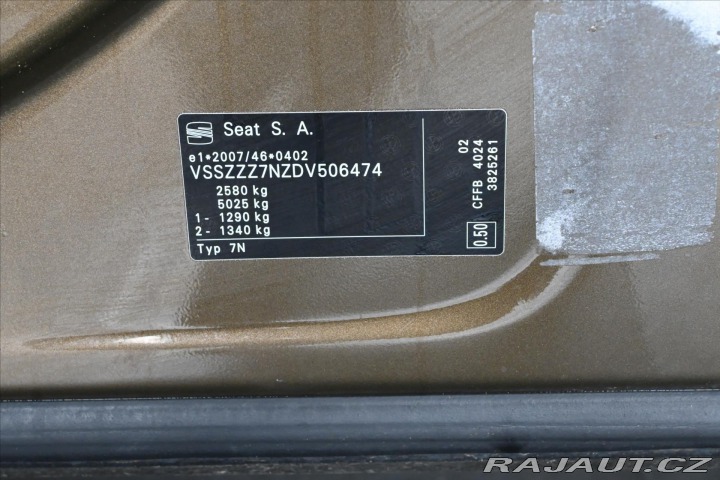 Seat S. A.
e1*2007/46*0402
VSSZZZ7NZDV506474
2580 kg
5025 kg
1- 1290 kg
2- 1340 kg
Typ 7N
02
CFFB 4024
3825261
0.50
RAJAUT.CZ